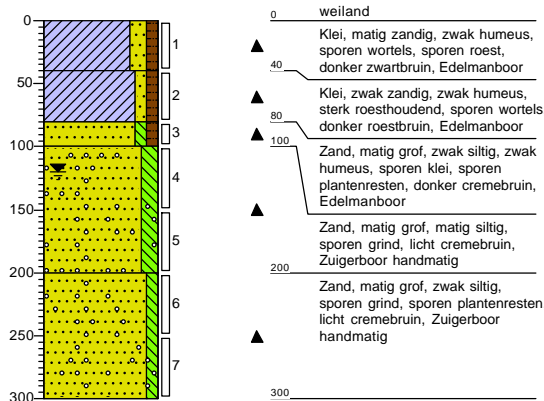 0
50
100
150
200
250
300
1
2
3
4
5
6
7
0
weiland
Klei, matig zandig, zwak humeus,
sporen wortels, sporen roest,
donker zwartbruin, Edelmanboor
40
Klei, zwak zandig, zwak humeus,
sterk roesthoudend, sporen wortels
donker roestbruin, Edelmanboor
80
Zand, matig grof, zwak siltig, zwak
humeus, sporen klei, sporen
plantenresten, donker cremebruin,
Edelmanboor
100
Zand, matig grof, matig siltig,
sporen grind, licht cremebruin,
Zuigerboor handmatig
200
Zand, matig grof, zwak siltig,
sporen grind, sporen plantenresten
licht cremebruin, Zuigerboor
handmatig
300